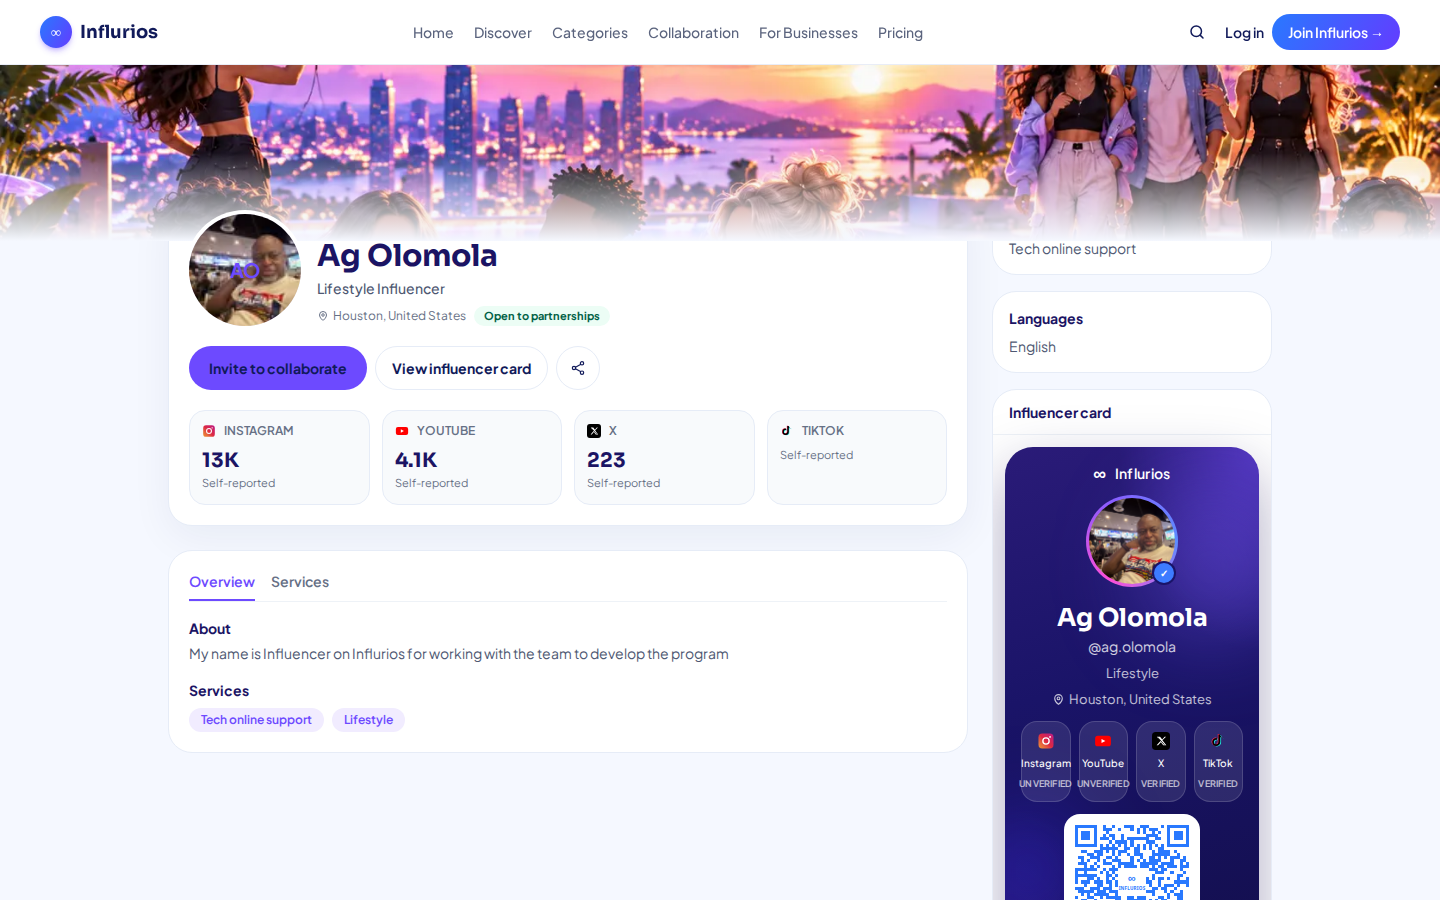 ∞ Influrios
Home Discover Categories Collaboration For Businesses Pricing
Log in
Join Influrios →
AO
Ag Olomola
Lifestyle Influencer
Houston, United States
Open to partnerships
Invite to collaborate
View influencer card
INSTAGRAM
13K
Self-reported
YOUTUBE
4.1K
Self-reported
X
223
Self-reported
TIKTOK
Self-reported
Overview Services
About
My name is Influencer on Influrios for working with the team to develop the program
Services
Tech online support
Lifestyle
Tech online support
Languages
English
Influencer card
∞ Influrios
Ag Olomola
@ag.olomola
Lifestyle
Houston, United States
Instagram
UNVERIFIED
YouTube
UNVERIFIED
X
VERIFIED
TikTok
VERIFIED
∞
INFLURIOS